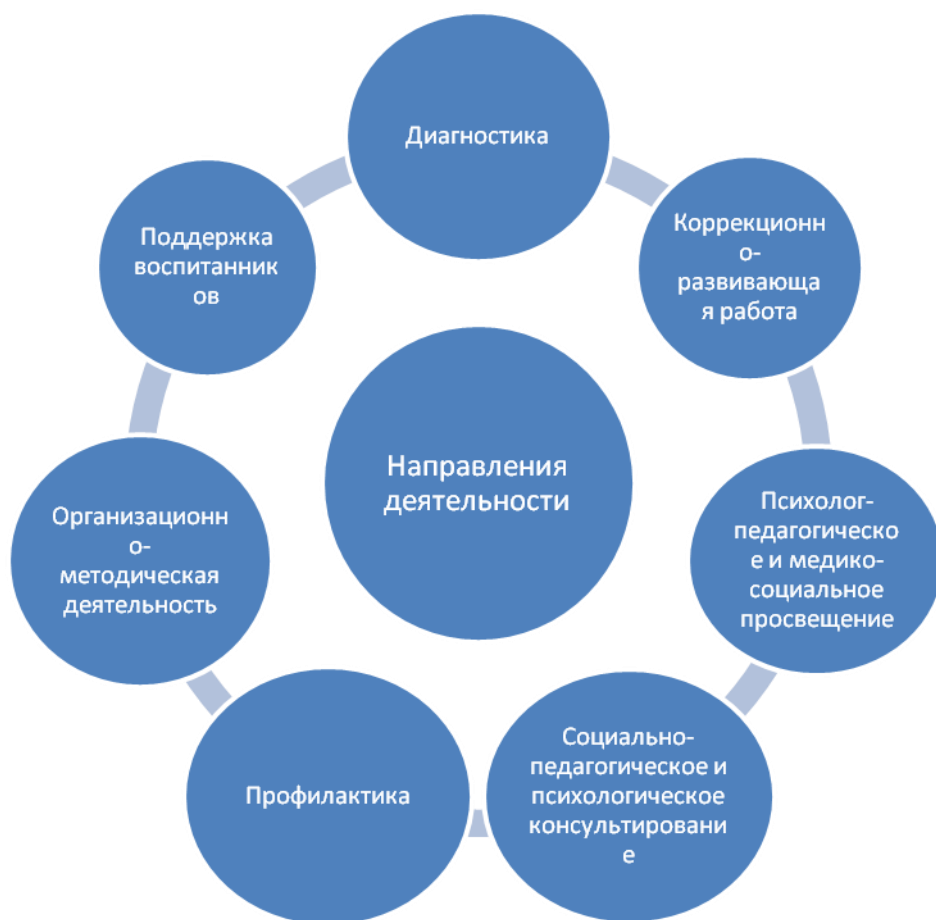 Диагностика
Коррекционн
о-
развивающа
я работа
Психолог-
педагогическо
е и медико-
социальное
просвещение
Социально-
педагогическое и
психологическое
консультировани
е
Профилактика
Организационн
о-
методическая
деятельность
Поддержка
воспитанник
ов
Направления
деятельности